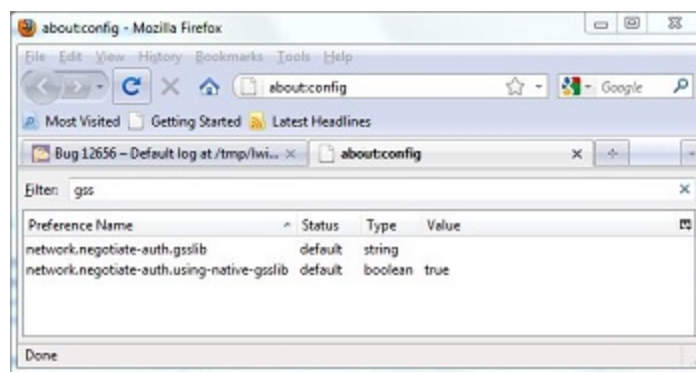 about:config - Mozilla Firefox
File Edit View History Bookmarks Tools Help
about:config Google
Most Visited Getting Started Latest Headlines
Bug 12656 – Default log at /tmp/lwi... about:config
Filter: gss
Preference Name Status Type Value
network.negotiate-auth.gsslib default string
network.negotiate-auth.using-native-gsslib default boolean true
Done